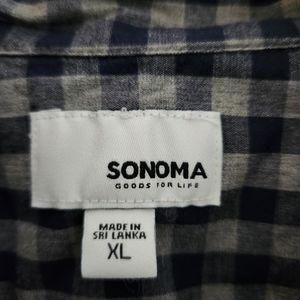 SONOMA
GOODS FOR LIFE
MADE IN
SRI LANKA
XL